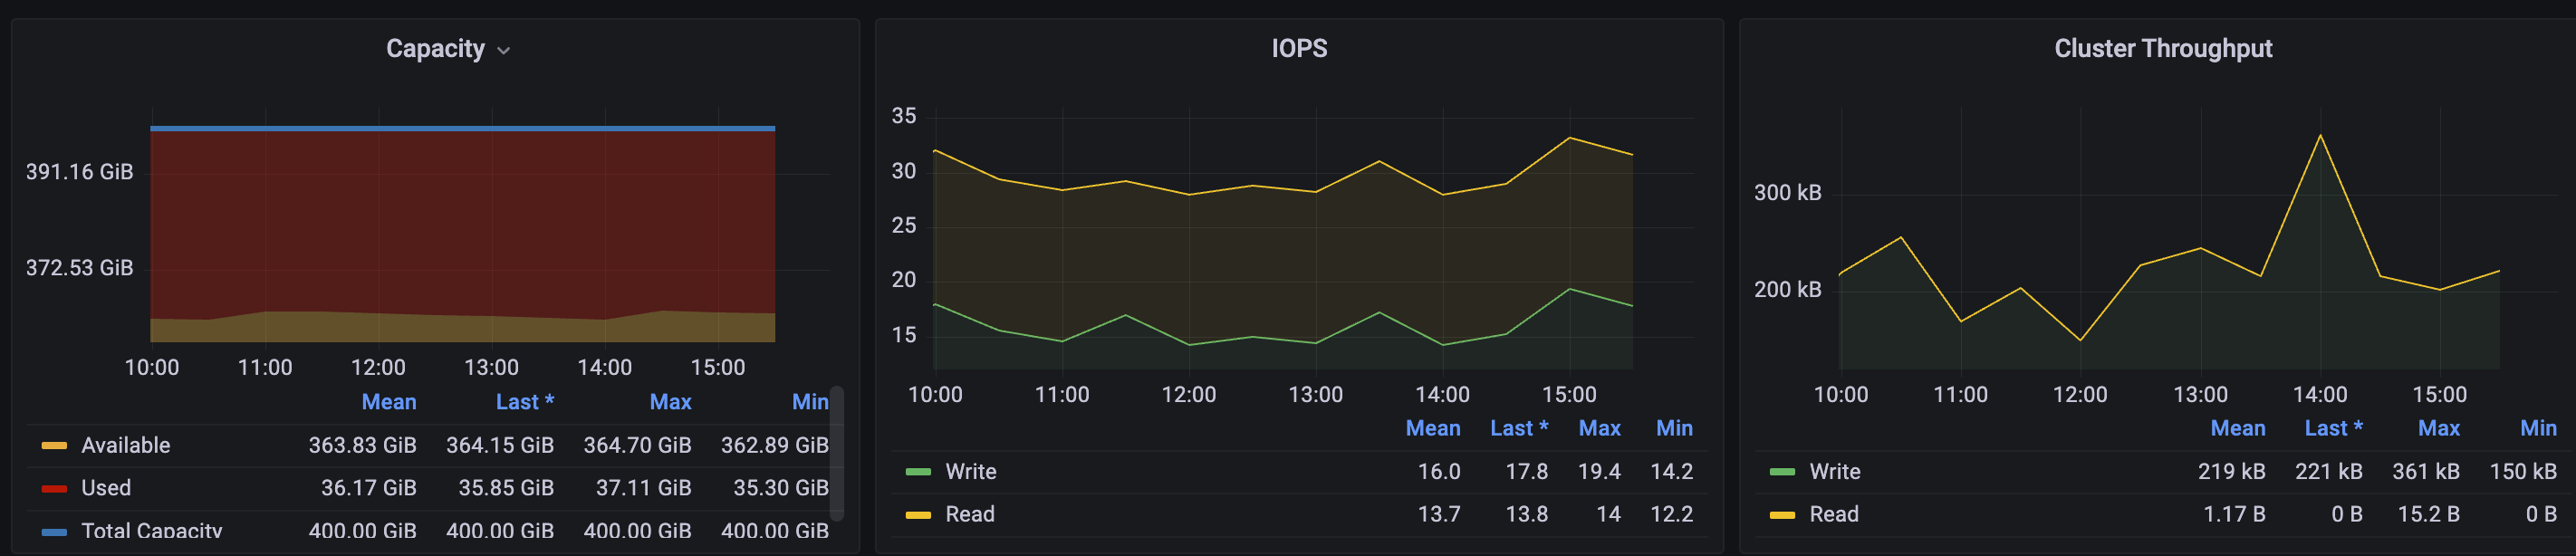 Capacity
391.16 GiB
372.53 GiB
10:00 11:00 12:00 13:00 14:00 15:00
Mean Last * Max Min
Available 363.83 GiB 364.15 GiB 364.70 GiB 362.89 GiB
Used 36.17 GiB 35.85 GiB 37.11 GiB 35.30 GiB
Total Capacity 400.00 GiB 400.00 GiB 400.00 GiB 400.00 GiB
IOPS
35
30
25
20
15
10:00 11:00 12:00 13:00 14:00 15:00
Mean Last * Max Min
Write 16.0 17.8 19.4 14.2
Read 13.7 13.8 14 12.2
Cluster Throughput
300 kB
200 kB
10:00 11:00 12:00 13:00 14:00 15:00
Mean Last * Max Min
Write 219 kB 221 kB 361 kB 150 kB
Read 1.17 B 0 B 15.2 B 0 B